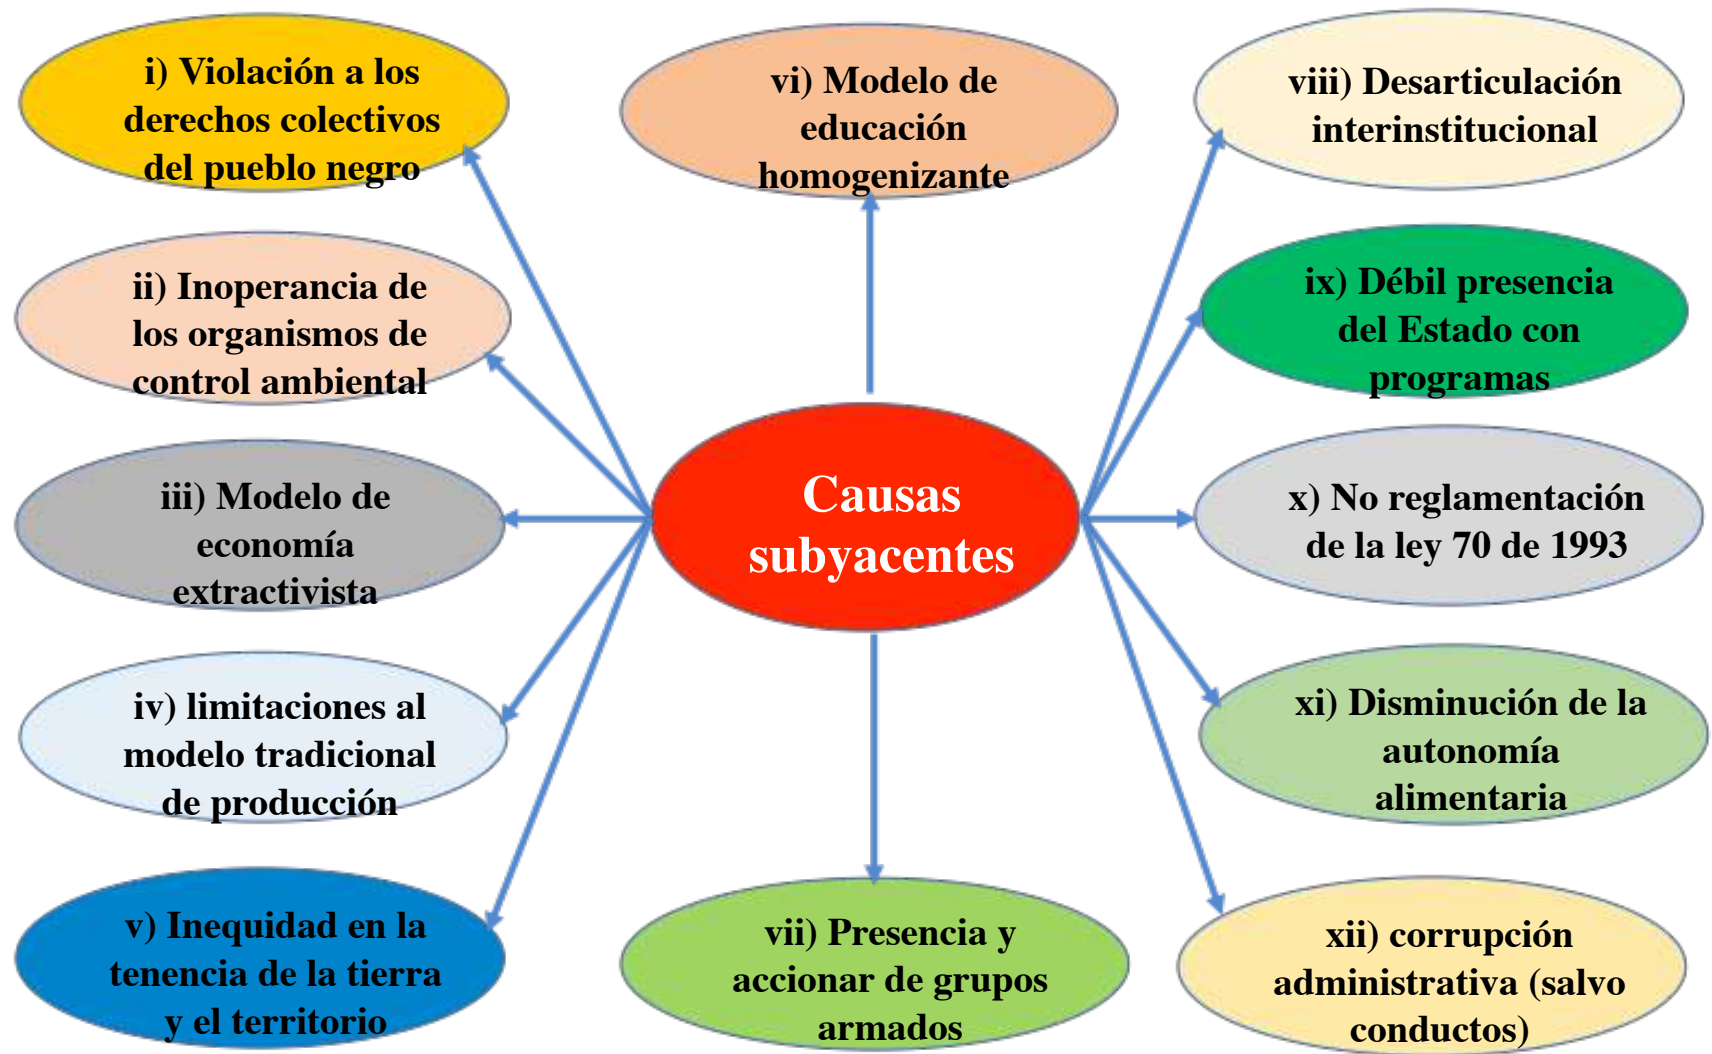 i) Violación a los
derechos colectivos
del pueblo negro
ii) Inoperancia de
los organismos de
control ambiental
iii) Modelo de
economía
extractivista
iv) limitaciones al
modelo tradicional
de producción
v) Inequidad en la
tenencia de la tierra
y el territorio
vi) Modelo de
educación
homogenizante
Causas
subyacentes
vii) Presencia y
accionar de grupos
armados
viii) Desarticulación
interinstitucional
ix) Débil presencia
del Estado con
programas
x) No reglamentación
de la ley 70 de 1993
xi) Disminución de la
autonomía
alimentaria
xii) corrupción
administrativa (salvo
conductos)